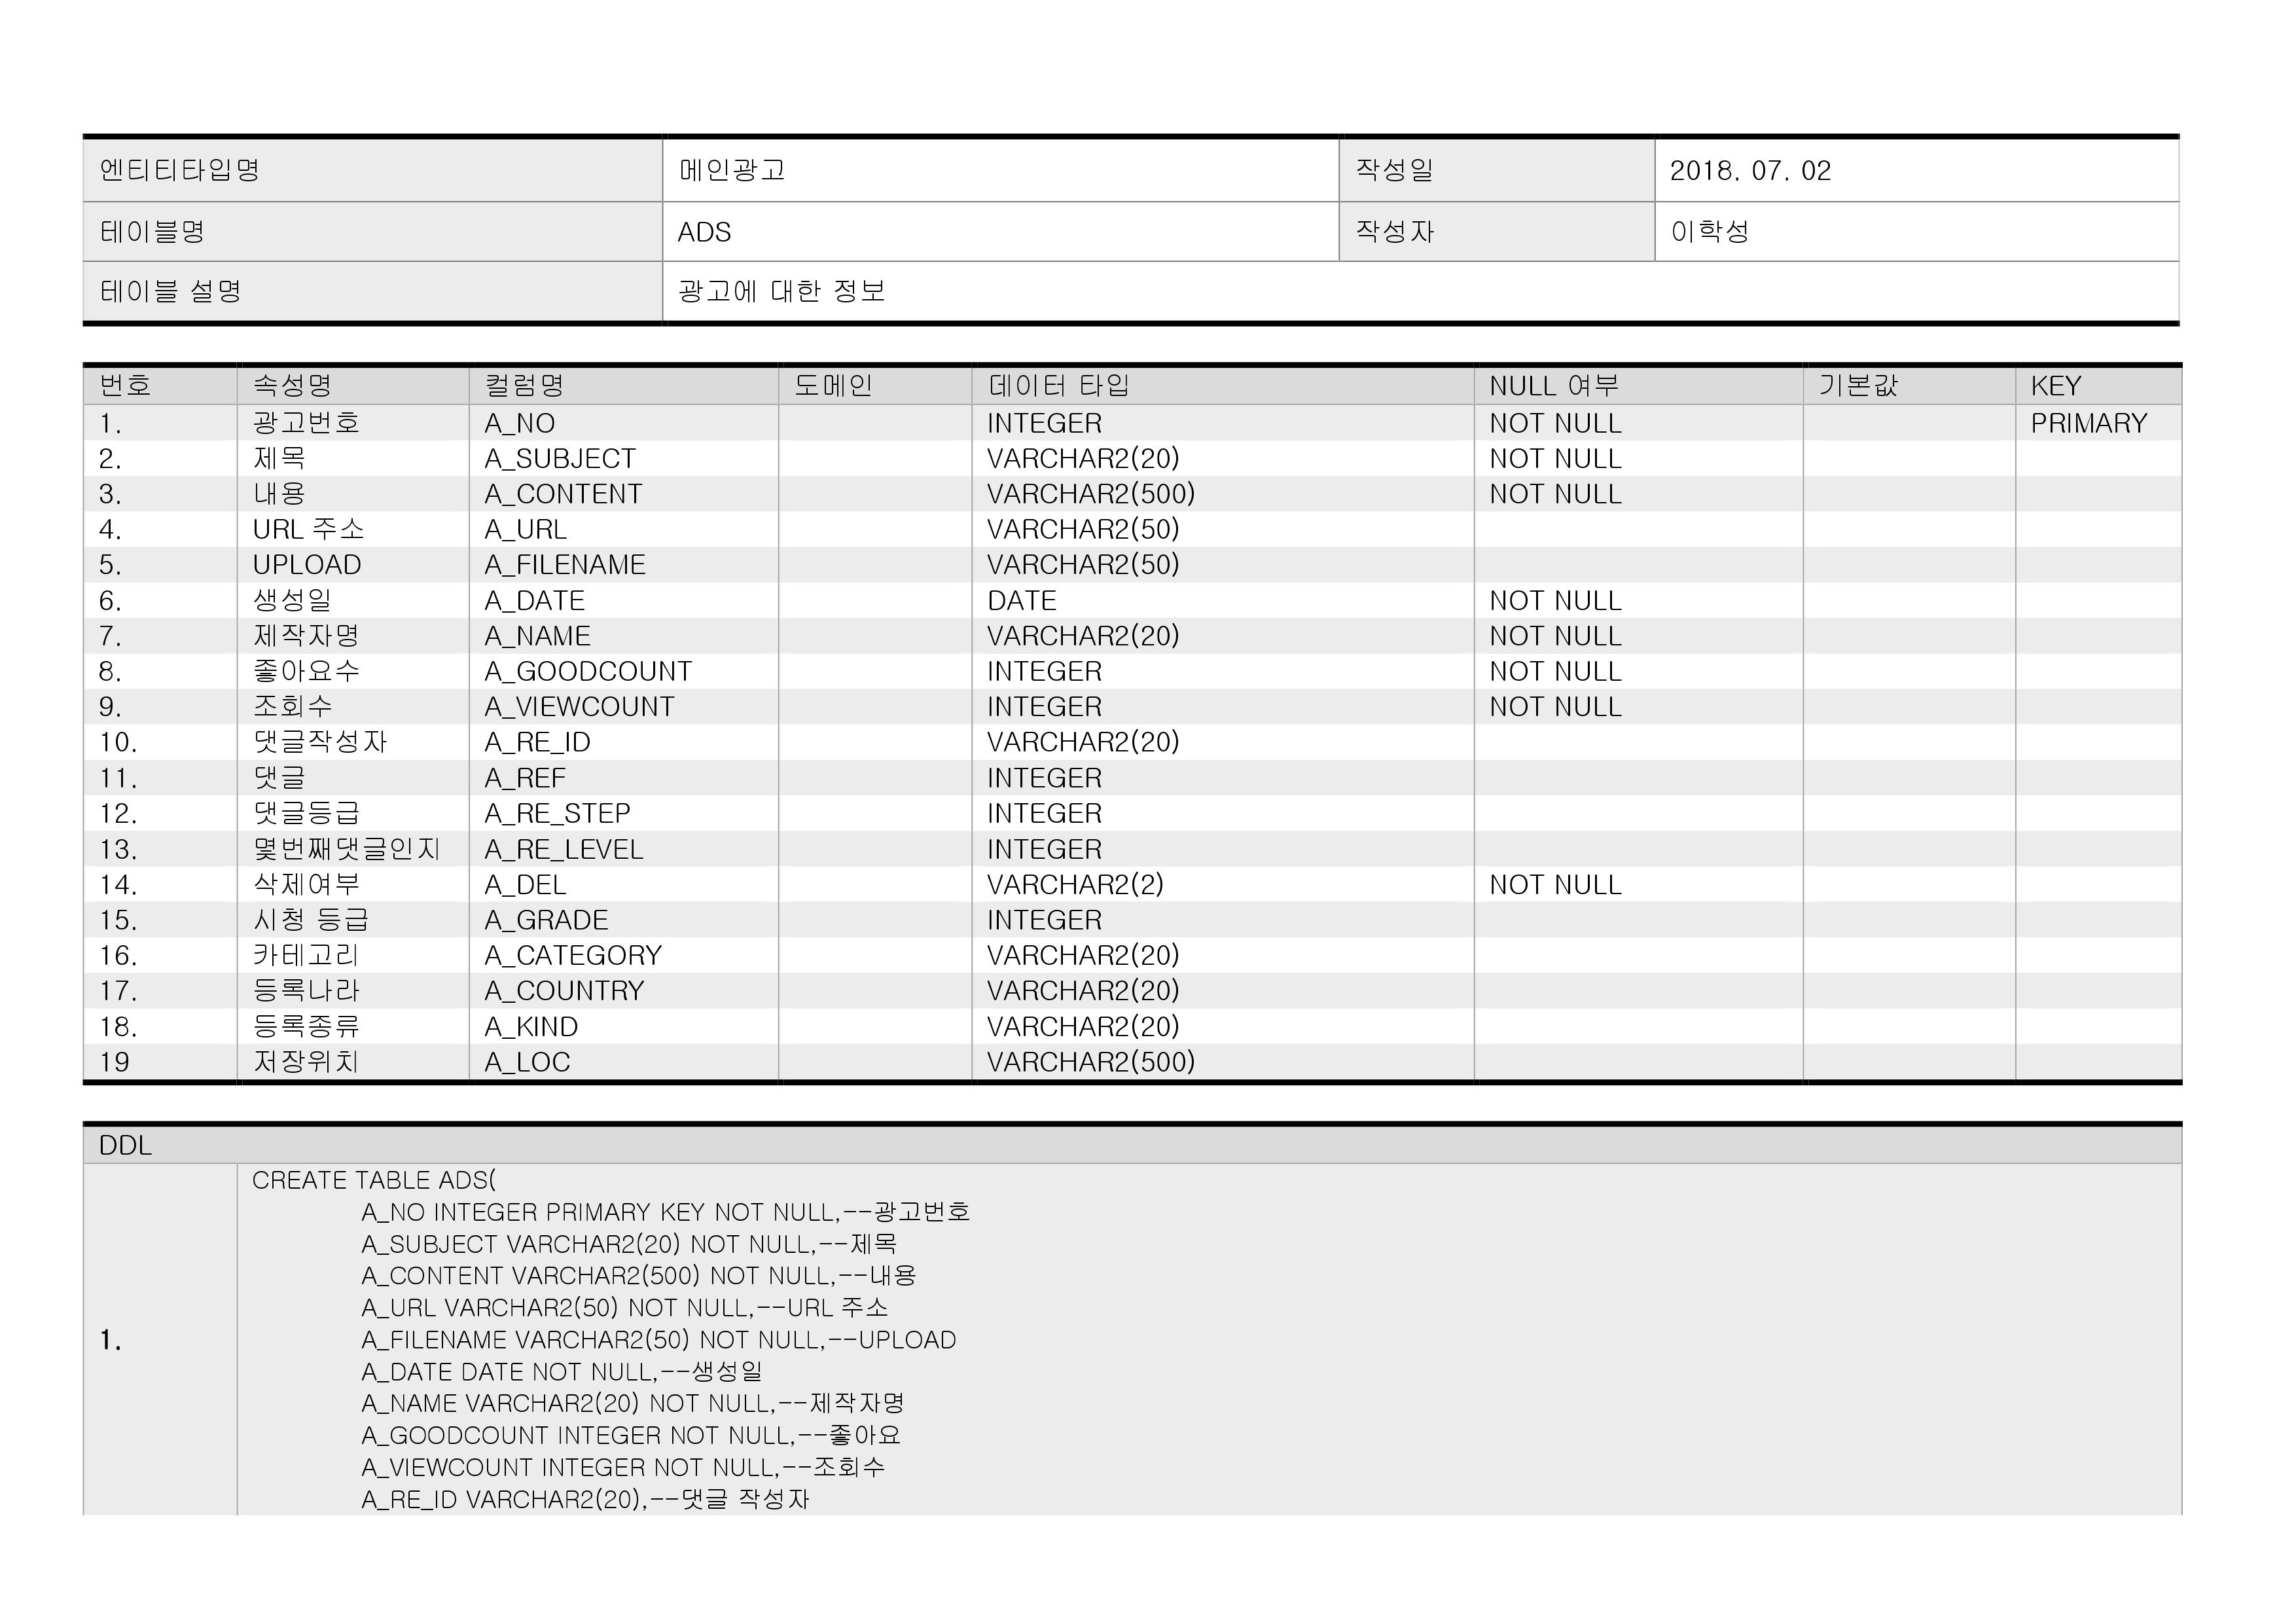 엔티티타입명 메인광고 작성일 2018. 07. 02
테이블명 ADS 작성자 이학성
테이블 설명 광고에 대한 정보
번호 속성명 컬럼명 도메인 데이터 타입 NULL 여부 기본값 KEY
1. 광고번호 A_NO INTEGER NOT NULL PRIMARY
2. 제목 A_SUBJECT VARCHAR2(20) NOT NULL
3. 내용 A_CONTENT VARCHAR2(500) NOT NULL
4. URL 주소 A_URL VARCHAR2(50)
5. UPLOAD A_FILENAME VARCHAR2(50)
6. 생성일 A_DATE DATE NOT NULL
7. 제작자명 A_NAME VARCHAR2(20) NOT NULL
8. 좋아요수 A_GOODCOUNT INTEGER NOT NULL
9. 조회수 A_VIEWCOUNT INTEGER NOT NULL
10. 댓글작성자 A_RE_ID VARCHAR2(20)
11. 댓글 A_REF INTEGER
12. 댓글등급 A_RE_STEP INTEGER
13. 몇번째댓글인지 A_RE_LEVEL INTEGER
14. 삭제여부 A_DEL VARCHAR2(2) NOT NULL
15. 시청 등급 A_GRADE INTEGER
16. 카테고리 A_CATEGORY VARCHAR2(20)
17. 등록나라 A_COUNTRY VARCHAR2(20)
18. 등록종류 A_KIND VARCHAR2(20)
19 저장위치 A_LOC VARCHAR2(500)
DDL
1.
CREATE TABLE ADS(
A_NO INTEGER PRIMARY KEY NOT NULL,--광고번호
A_SUBJECT VARCHAR2(20) NOT NULL,--제목
A_CONTENT VARCHAR2(500) NOT NULL,--내용
A_URL VARCHAR2(50) NOT NULL,--URL 주소
A_FILENAME VARCHAR2(50) NOT NULL,--UPLOAD
A_DATE DATE NOT NULL,--생성일
A_NAME VARCHAR2(20) NOT NULL,--제작자명
A_GOODCOUNT INTEGER NOT NULL,--좋아요
A_VIEWCOUNT INTEGER NOT NULL,--조회수
A_RE_ID VARCHAR2(20),--댓글 작성자